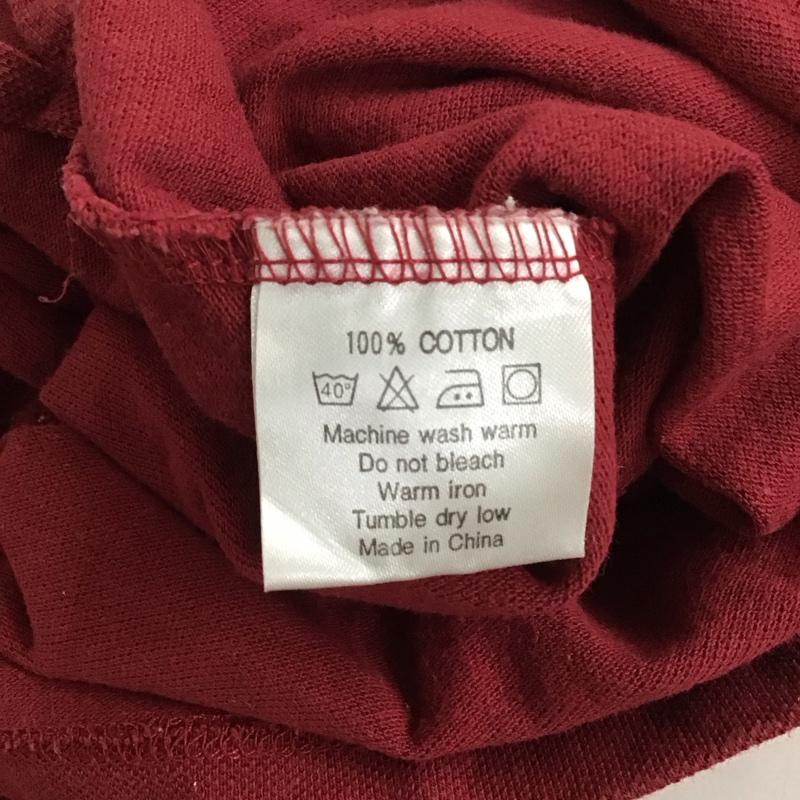 100% COTTON
40°
Machine wash warm
Do not bleach
Warm iron
Tumble dry low
Made in China